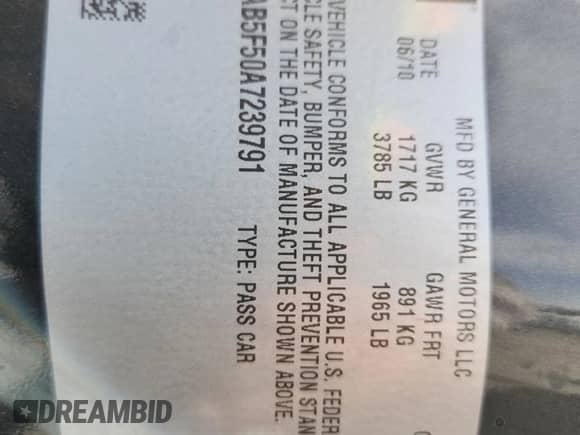 MFD BY GENERAL MOTORS LLC
DATE GVWR GAWR FRT
06/10 1717 KG 891 KG
3785 LB 1965 LB
VEHICLE CONFORMS TO ALL APPLICABLE U.S. FEDER
CLE SAFETY, BUMPER, AND THEFT PREVENTION STAN
CT ON THE DATE OF MANUFACTURE SHOWN ABOVE.
AB5F50A7239791 TYPE: PASS CAR
DREAMBID